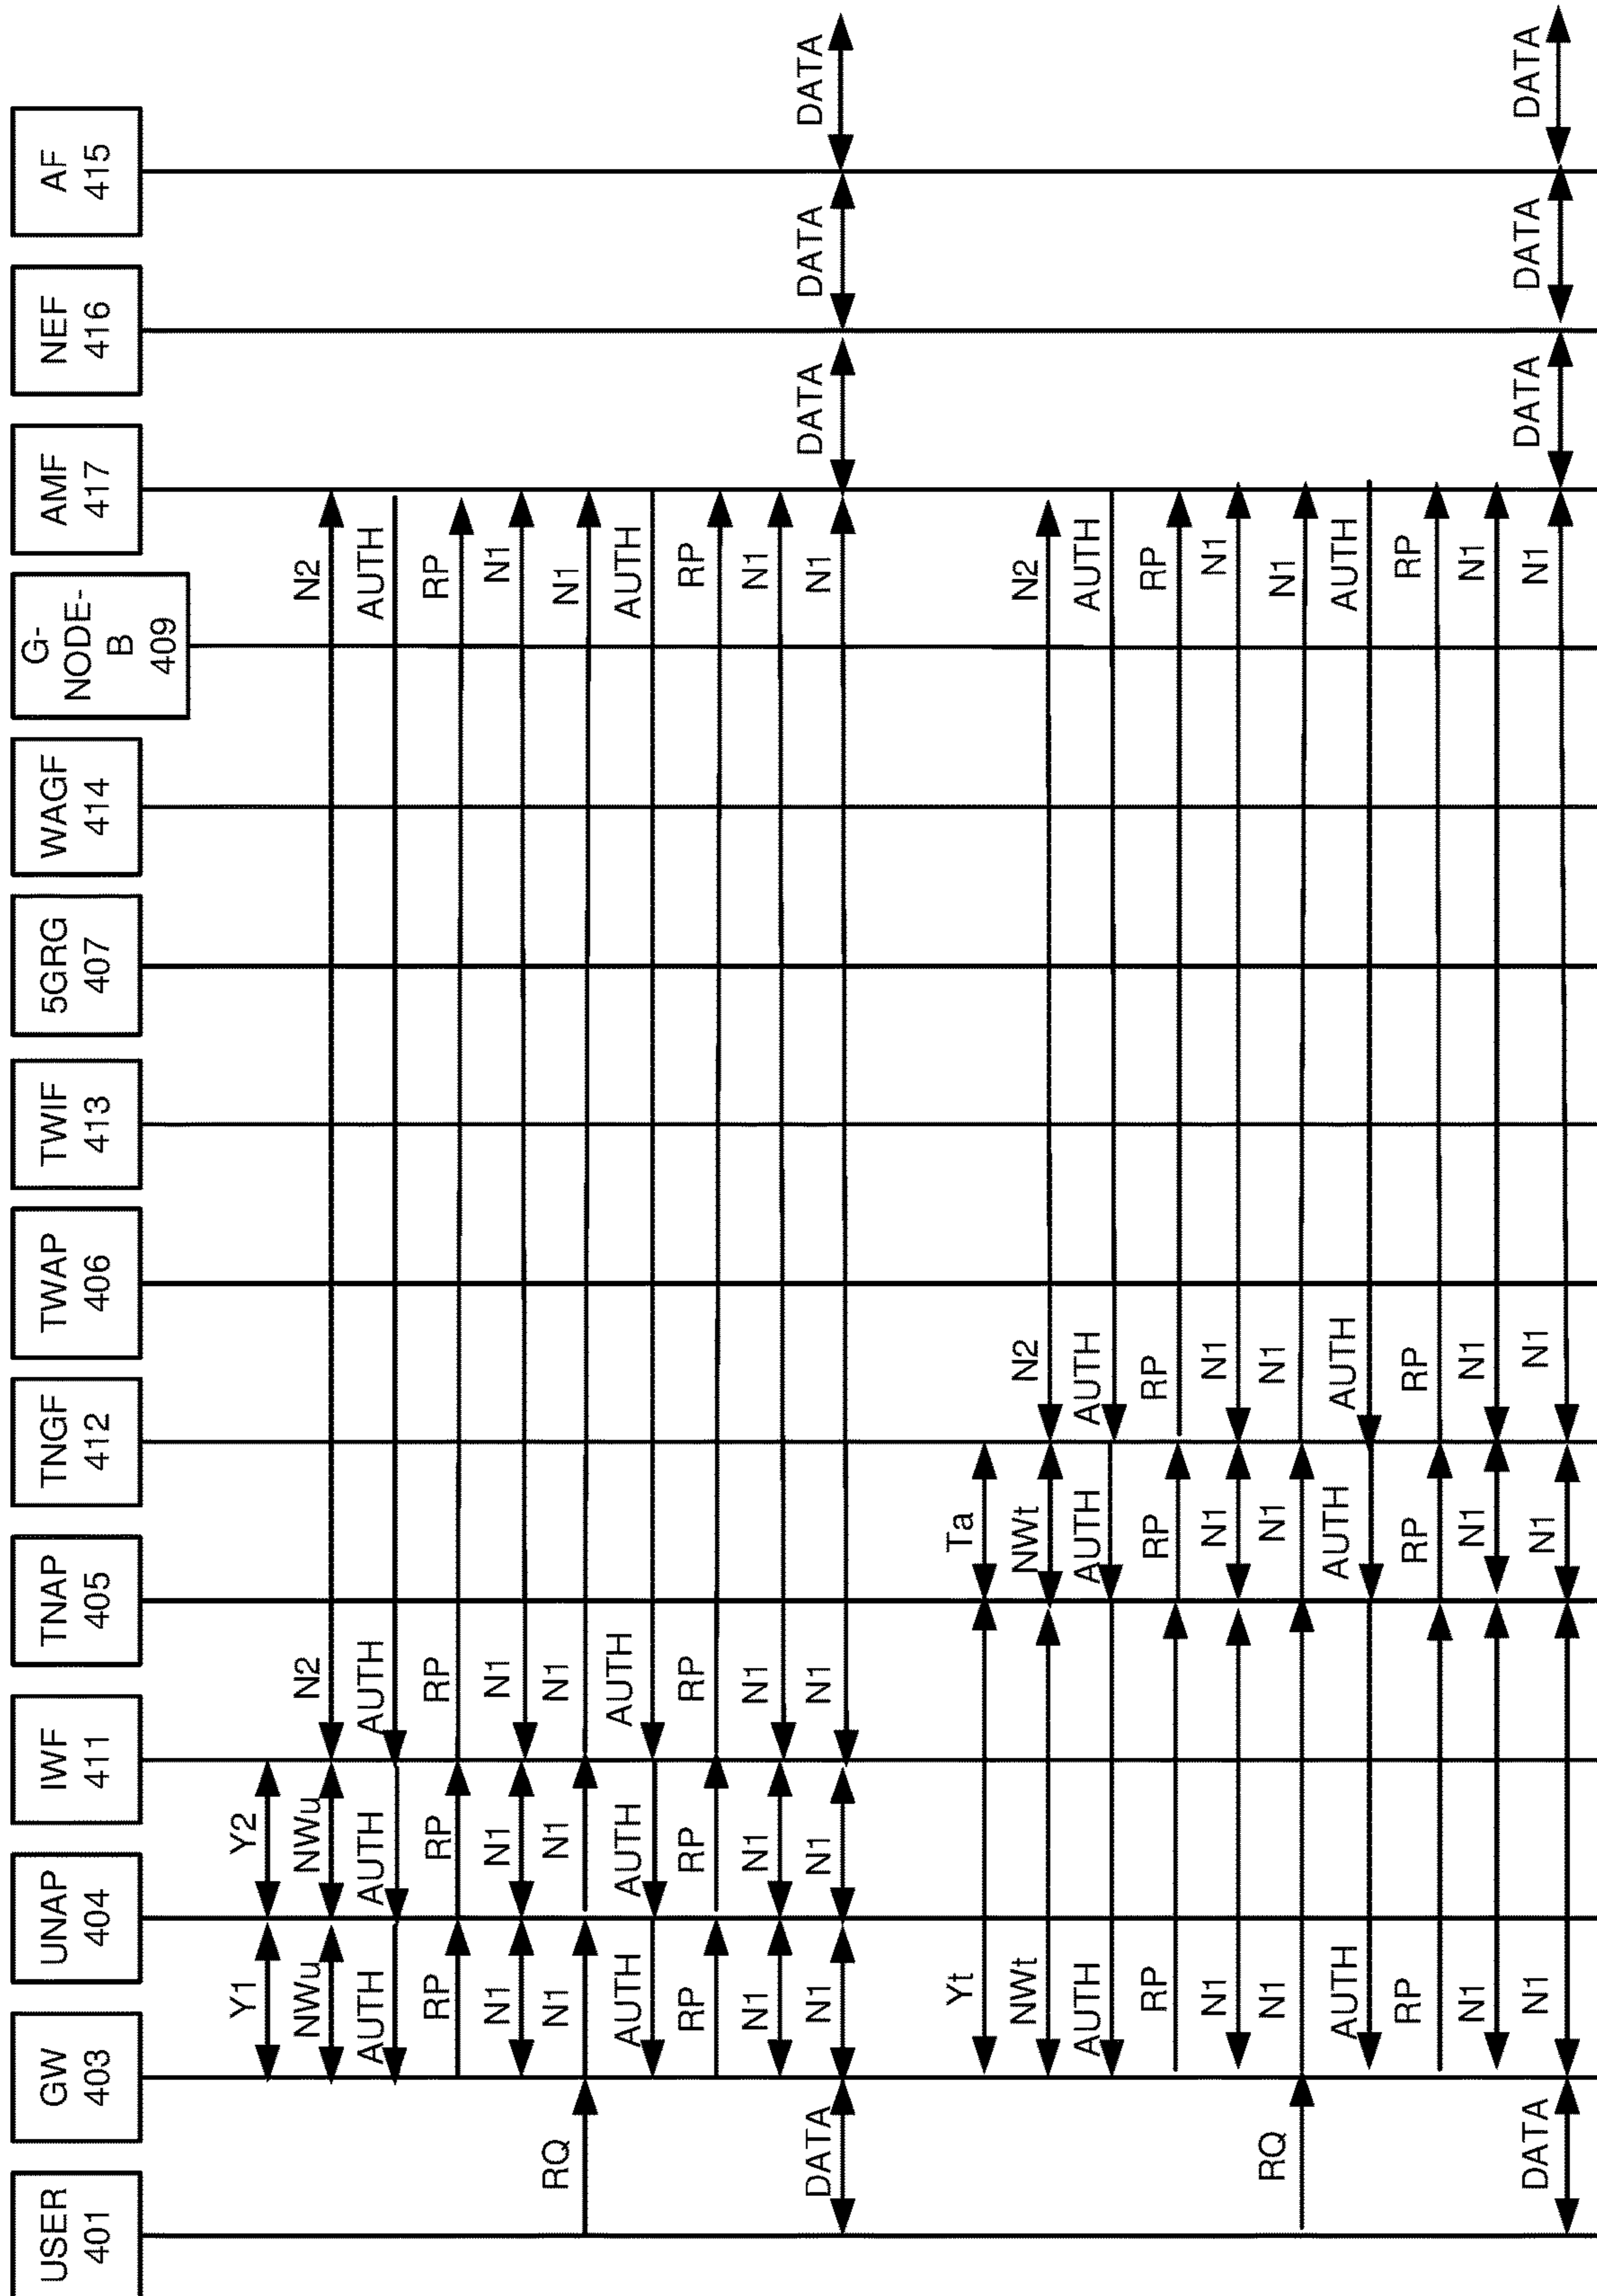 USER
401
GW
403
UNAP
404
IWF
411
TNAP
405
TNGF
412
TWAP
406
TWIF
413
5GRG
407
WAGF
414
G-
NODE-
B
409
AMF
417
NEF
416
AF
415
Y1 Y2
NWu NWu N2 N2
AUTH AUTH AUTH AUTH
RP RP RP RP
N1 N1 N1 N1
RQ N1 N1 N1 N1
AUTH AUTH AUTH AUTH
RP RP RP RP
N1 N1 N1 N1
DATA N1 N1 N1 N1 DATA DATA DATA
Yt Ta
NWt NWt N2 N2
AUTH AUTH AUTH AUTH
RP RP RP RP
N1 N1 N1 N1
RQ N1 N1 N1 N1
AUTH AUTH AUTH AUTH
RP RP RP RP
N1 N1 N1 N1
DATA N1 N1 N1 N1 DATA DATA DATA